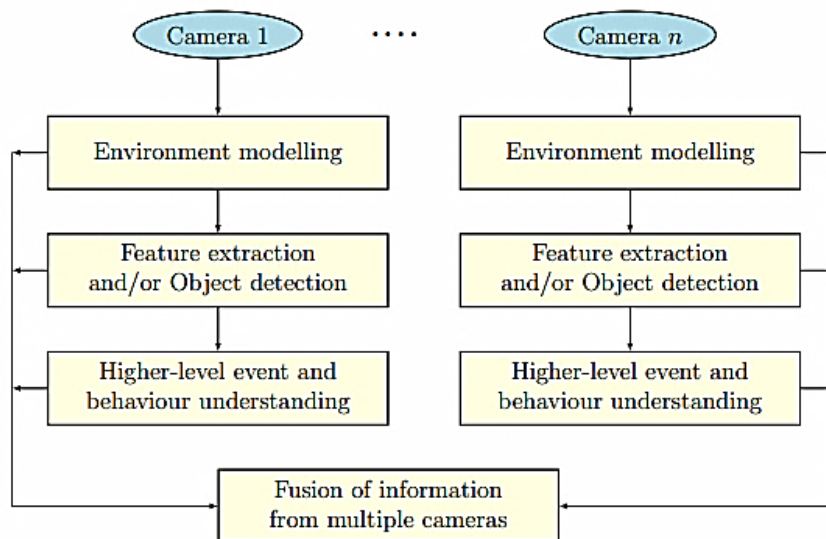 Camera 1
....
Camera n
Environment modelling
Environment modelling
Feature extraction
and/or Object detection
Feature extraction
and/or Object detection
Higher-level event and
behaviour understanding
Higher-level event and
behaviour understanding
Fusion of information
from multiple cameras